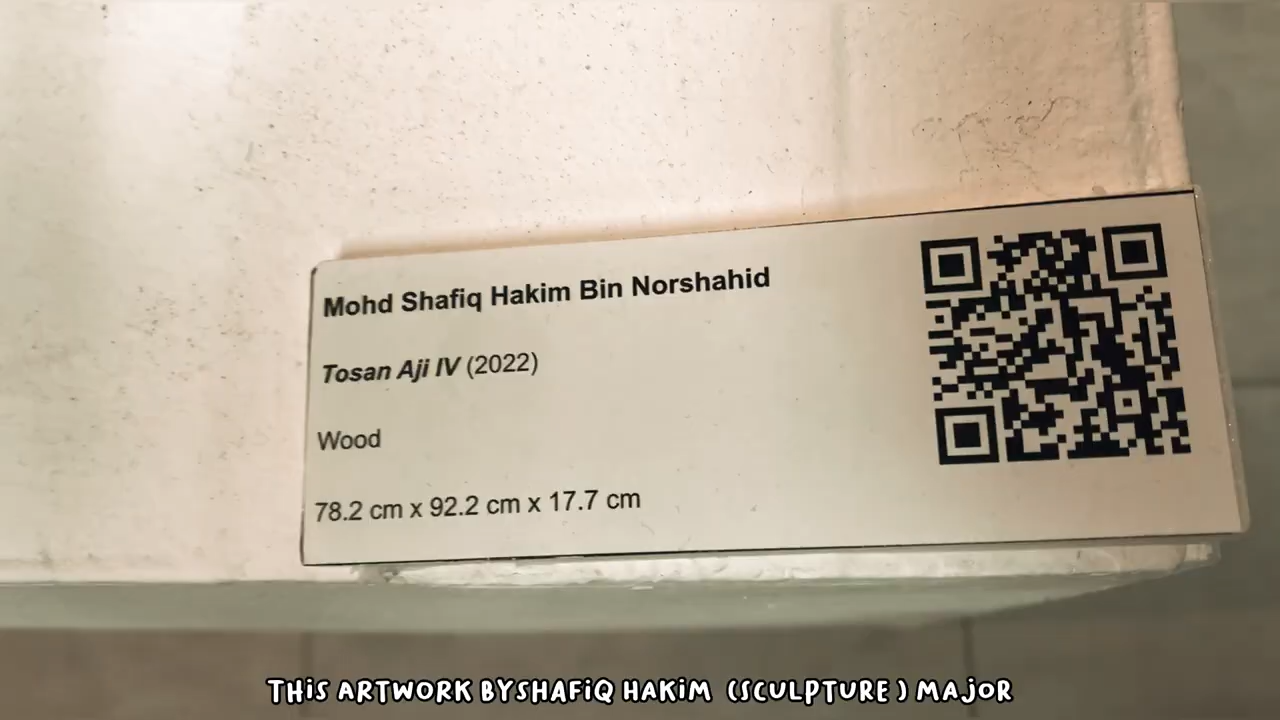 Mohd Shafiq Hakim Bin Norshahid
Tosan Aji IV (2022)
Wood
78.2 cm x 92.2 cm x 17.7 cm
THIS ARTWORK BYSHAFIQ HAKIM (SCULPTURE) MAJOR